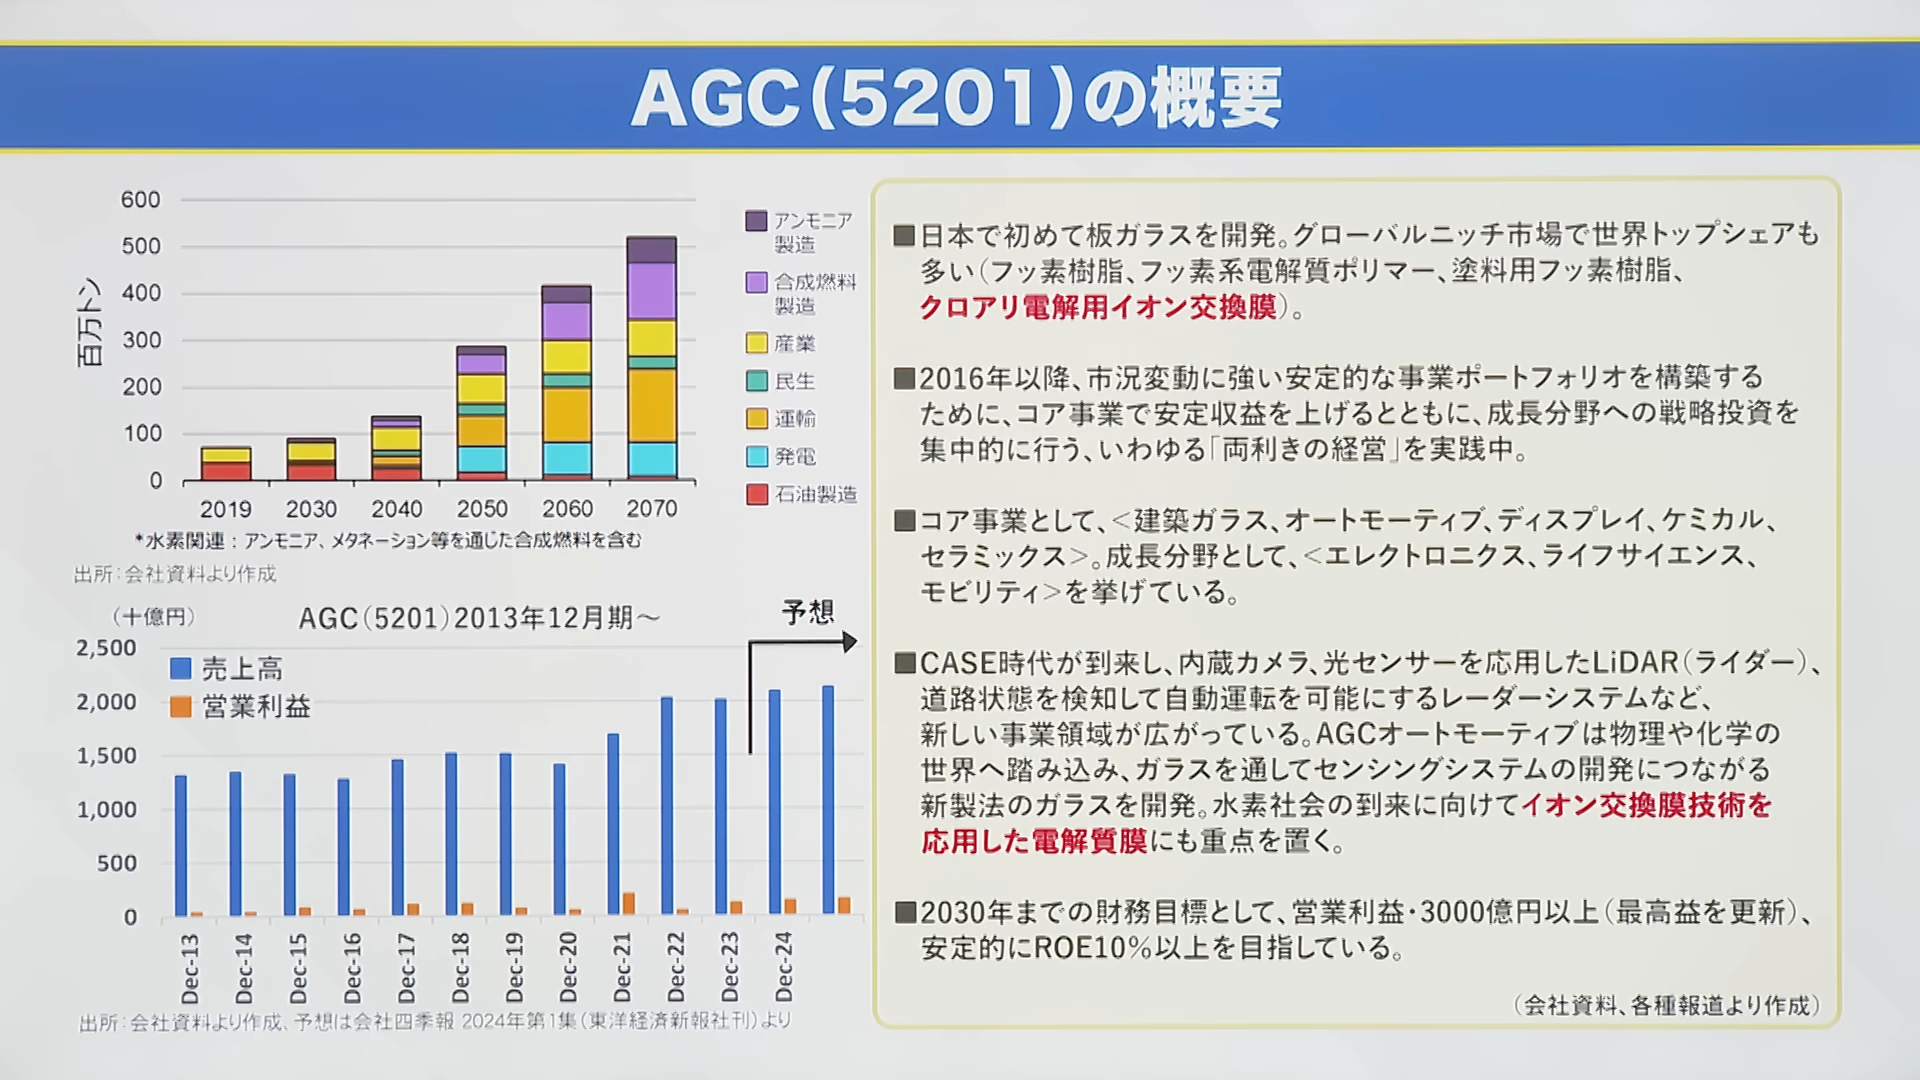 AGC(5201)の概要
600
500
400
300
200
100
0
百万トン
2019 2030 2040 2050 2060 2070
アンモニア
製造
合成燃料
製造
産業
民生
運輸
発電
石油製造
*水素関連：アンモニア、メタネーション等を通じた合成燃料を含む
出所：会社資料より作成
(十億円)
AGC(5201)2013年12月期～
予想
2,500
2,000
1,500
1,000
500
0
売上高
営業利益
Dec-13 Dec-14 Dec-15 Dec-16 Dec-17 Dec-18 Dec-19 Dec-20 Dec-21 Dec-22 Dec-23 Dec-24
出所：会社資料より作成、予想は会社四季報 2024年第1集(東洋経済新報社刊)より
■日本で初めて板ガラスを開発。グローバルニッチ市場で世界トップシェアも
多い(フッ素樹脂、フッ素系電解質ポリマー、塗料用フッ素樹脂、
クロアリ電解用イオン交換膜)。
■2016年以降、市況変動に強い安定的な事業ポートフォリオを構築する
ために、コア事業で安定収益を上げるとともに、成長分野への戦略投資を
集中的に行う、いわゆる「両利きの経営」を実践中。
■コア事業として、＜建築ガラス、オートモーティブ、ディスプレイ、ケミカル、
セラミックス＞。成長分野として、＜エレクトロニクス、ライフサイエンス、
モビリティ＞を挙げている。
■CASE時代が到来し、内蔵カメラ、光センサーを応用したLiDAR(ライダー)、
道路状態を検知して自動運転を可能にするレーダーシステムなど、
新しい事業領域が広がっている。AGCオートモーティブは物理や化学の
世界へ踏み込み、ガラスを通してセンシングシステムの開発につながる
新製法のガラスを開発。水素社会の到来に向けてイオン交換膜技術を
応用した電解質膜にも重点を置く。
■2030年までの財務目標として、営業利益・3000億円以上(最高益を更新)、
安定的にROE10%以上を目指している。
(会社資料、各種報道より作成)